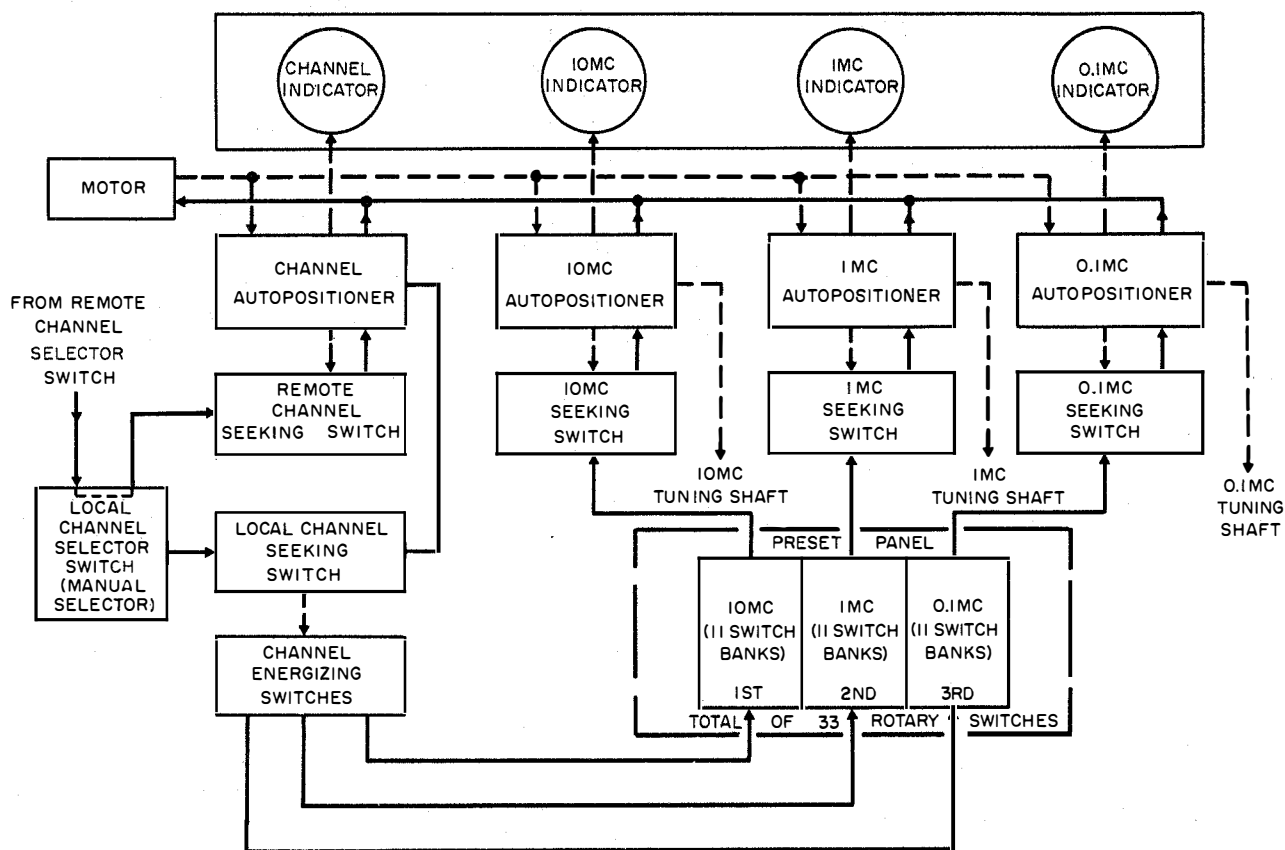 CHANNEL
INDICATOR
10MC
INDICATOR
1MC
INDICATOR
0.1MC
INDICATOR
MOTOR
CHANNEL
AUTOPOSITIONER
10MC
AUTOPOSITIONER
1MC
AUTOPOSITIONER
0.1MC
AUTOPOSITIONER
FROM REMOTE
CHANNEL
SELECTOR
SWITCH
REMOTE
CHANNEL
SEEKING SWITCH
10MC
SEEKING
SWITCH
1MC
SEEKING
SWITCH
0.1MC
SEEKING
SWITCH
10MC
TUNING SHAFT
1MC
TUNING SHAFT
0.1MC
TUNING
SHAFT
LOCAL
CHANNEL
SELECTOR
SWITCH
(MANUAL
SELECTOR)
LOCAL CHANNEL
SEEKING
SWITCH
CHANNEL
ENERGIZING
SWITCHES
PRESET PANEL
10MC
(11 SWITCH
BANKS)
1ST
1MC
(11 SWITCH
BANKS)
2ND
0.1MC
(11 SWITCH
BANKS)
3RD
TOTAL OF 33 ROTARY SWITCHES